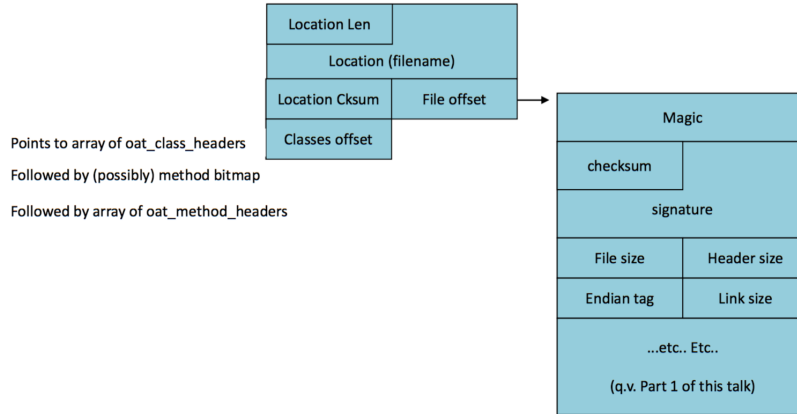 Location Len
Location (filename)
Location Cksum
File offset
Classes offset
Points to array of oat_class_headers
Followed by (possibly) method bitmap
Followed by array of oat_method_headers
Magic
checksum
signature
File size
Header size
Endian tag
Link size
...etc.. Etc..
(q.v. Part 1 of this talk)